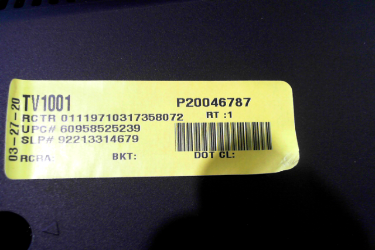 03-27-20
TV1001 P20046787
RCTR 01119710317358072 RT :1
UPC# 60958525239
SLP# 92213314679
RCRA: BKT: DOT CL: